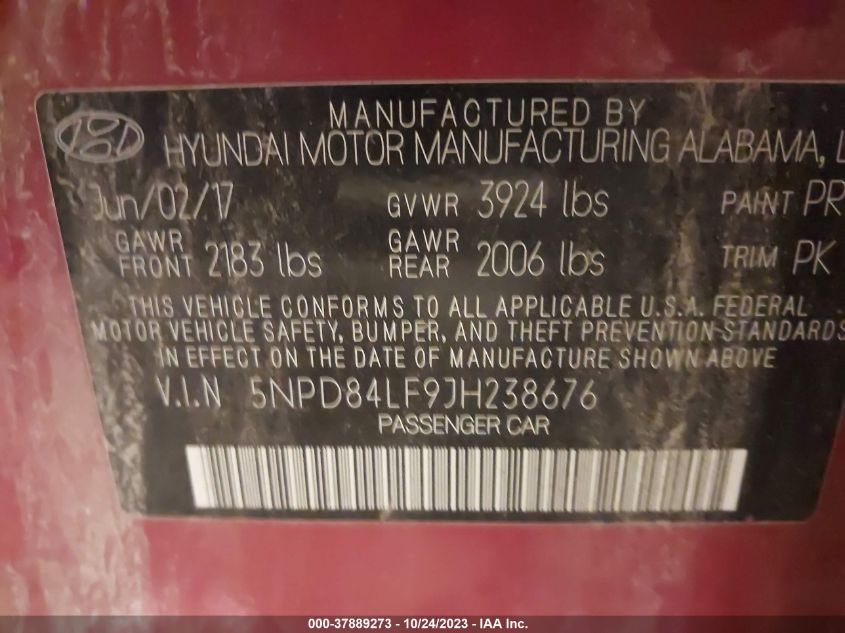 MANUFACTURED BY
HYUNDAI MOTOR MANUFACTURING ALABAMA, L
Jun/02/17 GVWR 3924 lbs PAINT PR
GAWR FRONT 2183 lbs GAWR REAR 2006 lbs TRIM PK
THIS VEHICLE CONFORMS TO ALL APPLICABLE U.S.A. FEDERAL
MOTOR VEHICLE SAFETY, BUMPER, AND THEFT PREVENTION STANDARDS
IN EFFECT ON THE DATE OF MANUFACTURE SHOWN ABOVE
V.I.N 5NPD84LF9JH238676
PASSENGER CAR
000-37889273 - 10/24/2023 - IAA Inc.